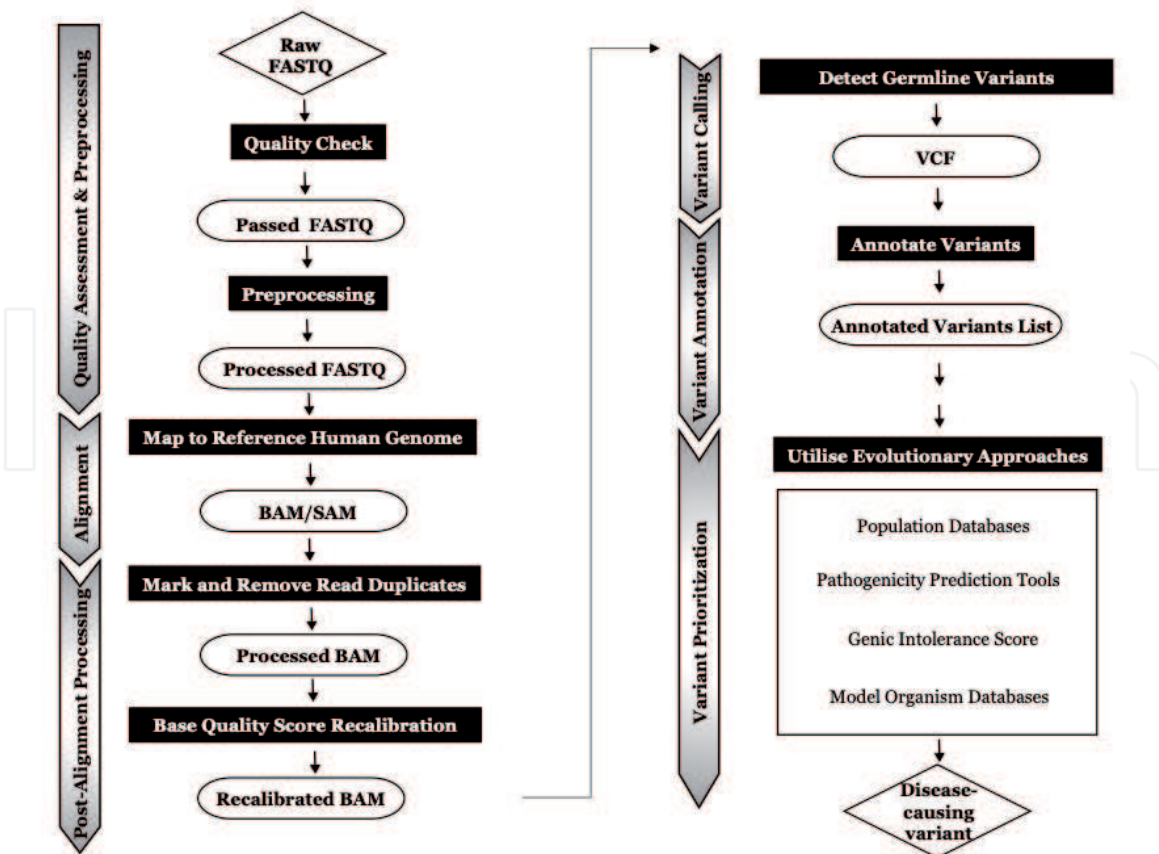 Quality Assessment & Preprocessing
Raw
FASTQ
Quality Check
Passed FASTQ
Preprocessing
Processed FASTQ
Alignment
Map to Reference Human Genome
BAM/SAM
Post-Alignment Processing
Mark and Remove Read Duplicates
Processed BAM
Base Quality Score Recalibration
Recalibrated BAM
Variant Calling
Detect Germline Variants
VCF
Variant Annotation
Annotate Variants
Annotated Variants List
Variant Prioritization
Utilise Evolutionary Approaches
Population Databases
Pathogenicity Prediction Tools
Genic Intolerance Score
Model Organism Databases
Disease-
causing
variant